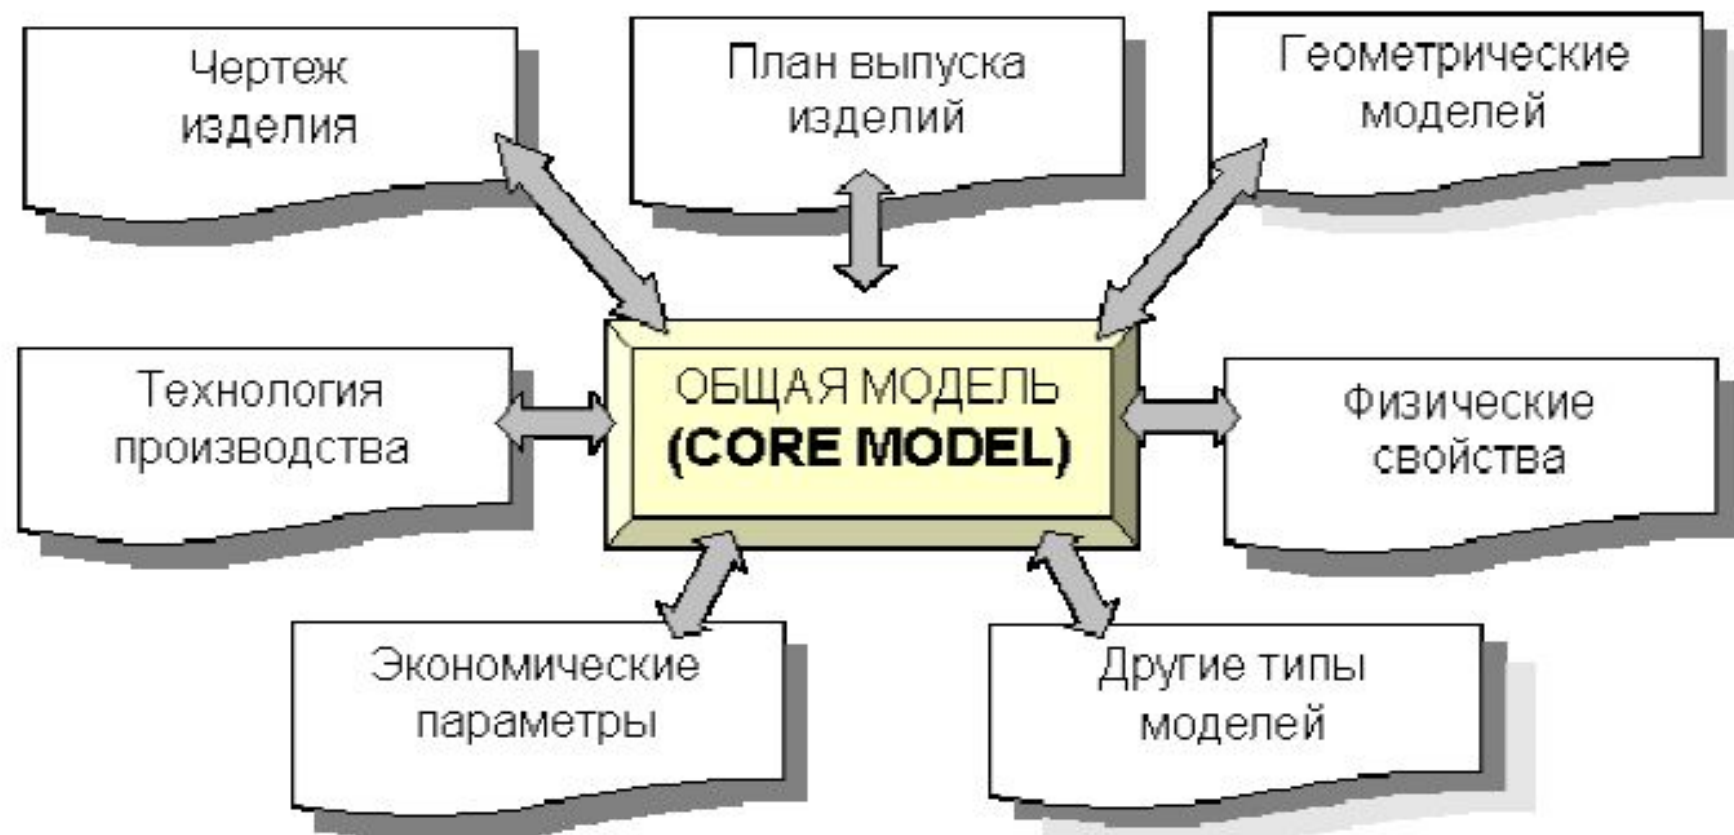 Чертеж
изделия
План выпуска
изделий
Геометрические
моделей
Технология
производства
ОБЩАЯ МОДЕЛЬ
(CORE MODEL)
Физические
свойства
Экономические
параметры
Другие типы
моделей